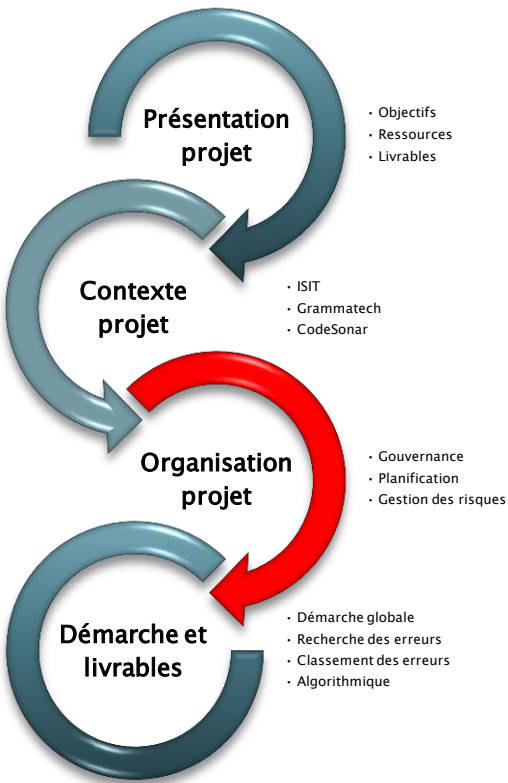 Présentation
projet
· Objectifs
· Ressources
· Livrables
Contexte
projet
· ISIT
· Grammatech
· CodeSonar
Organisation
projet
· Gouvernance
· Planification
· Gestion des risques
Démarche et
livrables
· Démarche globale
· Recherche des erreurs
· Classement des erreurs
· Algorithmique